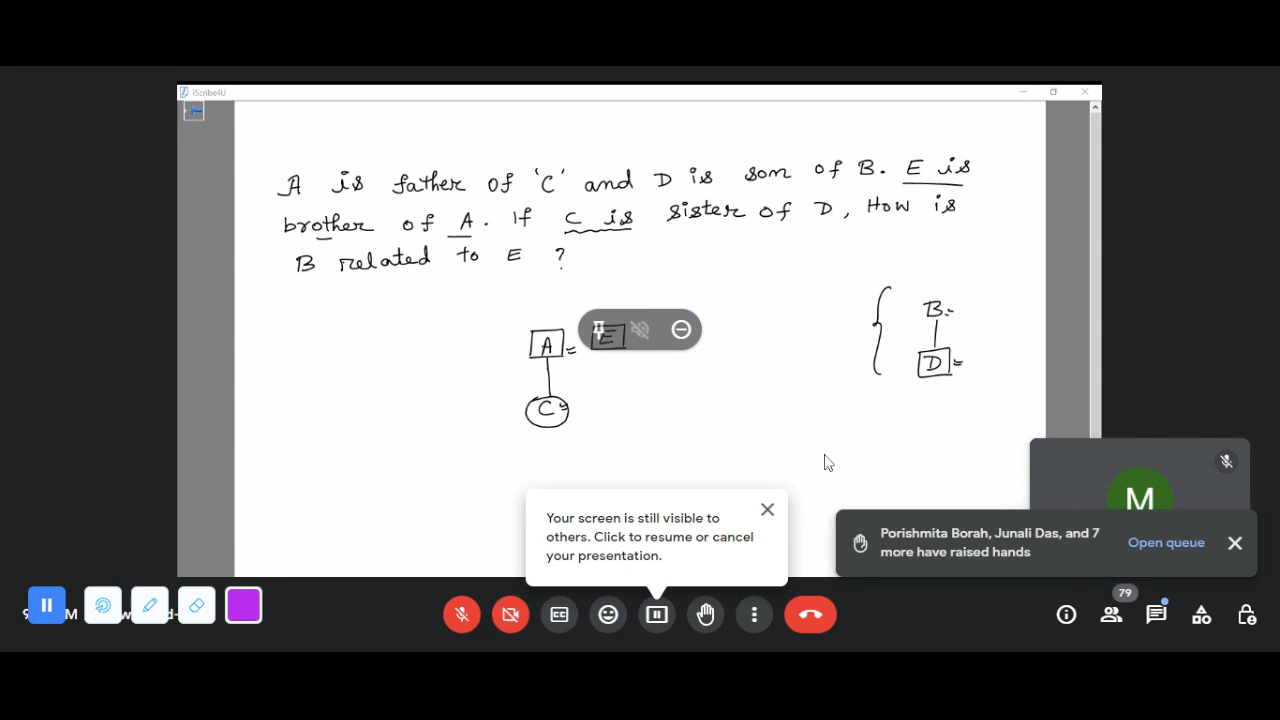 iScribe4U
A is father of 'C' and D is son of B. E is
brother of A. If C is sister of D, How is
B related to E ?
B
A = E
D
C
M
Your screen is still visible to
others. Click to resume or cancel
your presentation.
Porishmita Borah, Junali Das, and 7
more have raised hands
Open queue
79